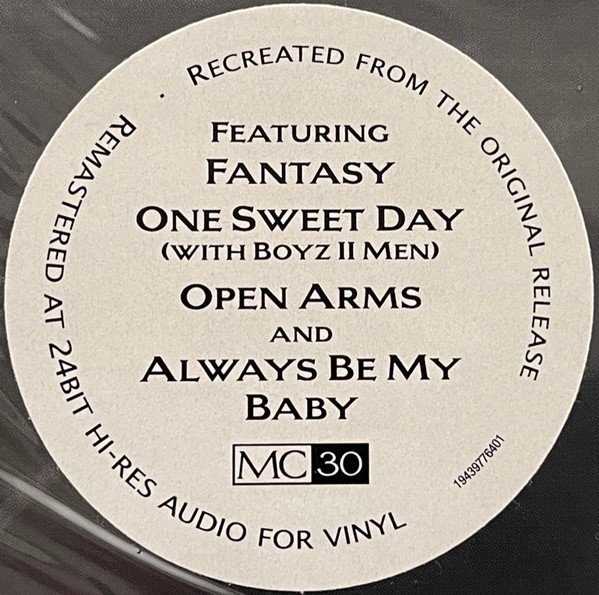 RECREATED FROM THE ORIGINAL RELEASE
FEATURING
FANTASY
ONE SWEET DAY
(WITH BOYZ II MEN)
OPEN ARMS
AND
ALWAYS BE MY
BABY
MC 30
19439776401
REMASTERED AT 24BIT HI-RES AUDIO FOR VINYL